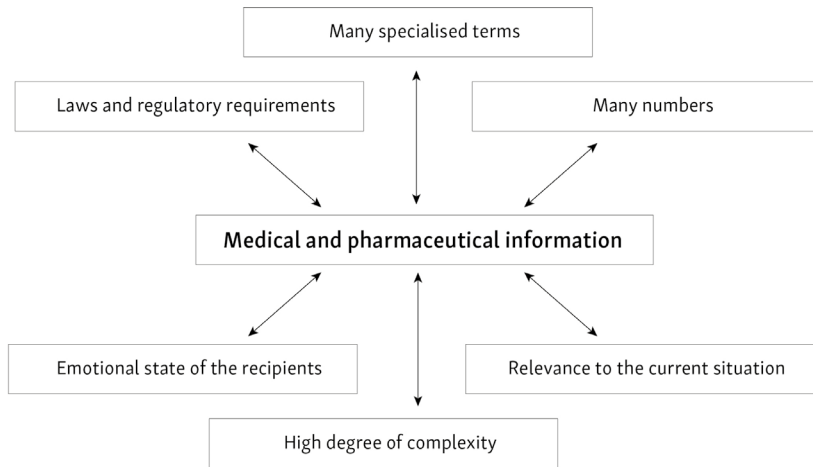 Many specialised terms
Laws and regulatory requirements
Many numbers
Medical and pharmaceutical information
Emotional state of the recipients
Relevance to the current situation
High degree of complexity